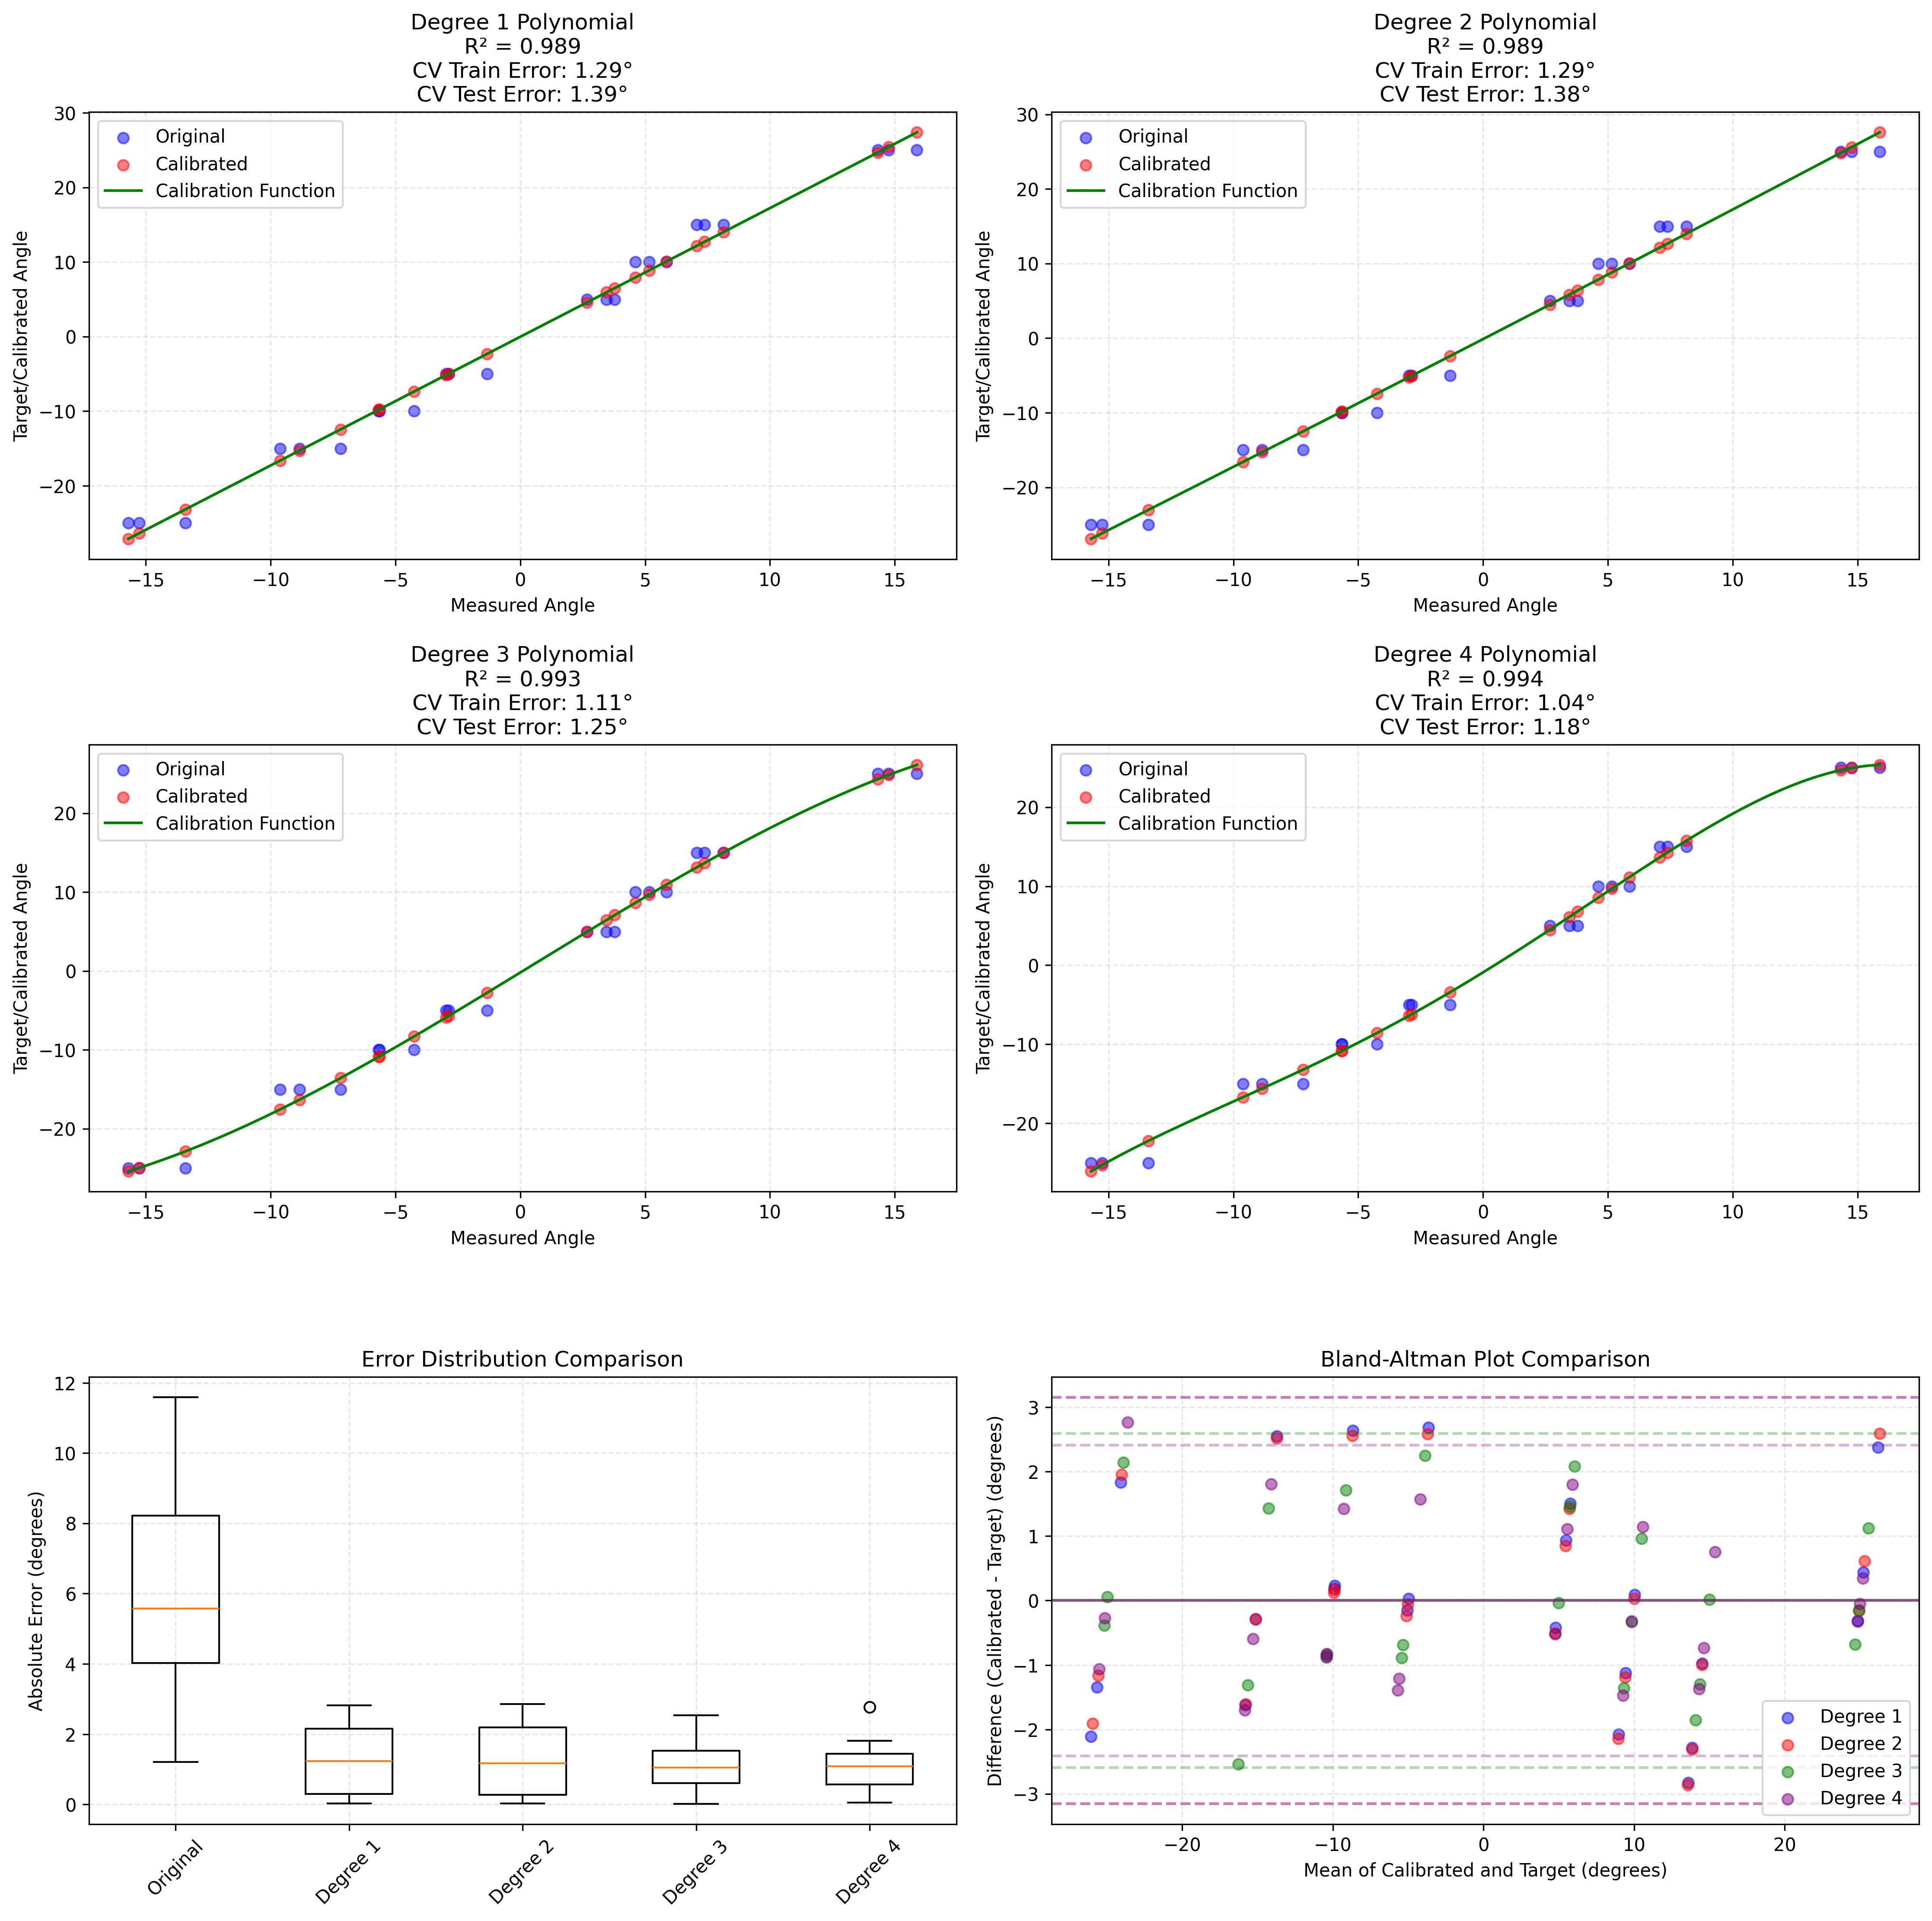 Degree 1 Polynomial
R² = 0.989
CV Train Error: 1.29°
CV Test Error: 1.39°
Original
Calibrated
Calibration Function
30
20
10
0
−10
−20
Target/Calibrated Angle
−15 −10 −5 0 5 10 15
Measured Angle
Degree 2 Polynomial
R² = 0.989
CV Train Error: 1.29°
CV Test Error: 1.38°
Original
Calibrated
Calibration Function
30
20
10
0
−10
−20
Target/Calibrated Angle
−15 −10 −5 0 5 10 15
Measured Angle
Degree 3 Polynomial
R² = 0.993
CV Train Error: 1.11°
CV Test Error: 1.25°
Original
Calibrated
Calibration Function
20
10
0
−10
−20
Target/Calibrated Angle
−15 −10 −5 0 5 10 15
Measured Angle
Degree 4 Polynomial
R² = 0.994
CV Train Error: 1.04°
CV Test Error: 1.18°
Original
Calibrated
Calibration Function
20
10
0
−10
−20
Target/Calibrated Angle
−15 −10 −5 0 5 10 15
Measured Angle
Error Distribution Comparison
12
10
8
6
4
2
0
Absolute Error (degrees)
Original Degree 1 Degree 2 Degree 3 Degree 4
Bland-Altman Plot Comparison
3
2
1
0
−1
−2
−3
Difference (Calibrated - Target) (degrees)
Degree 1
Degree 2
Degree 3
Degree 4
−20 −10 0 10 20
Mean of Calibrated and Target (degrees)